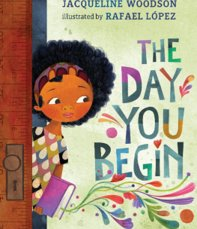 JACQUELINE WOODSON
illustrated by RAFAEL LÓPEZ
THE
DAY
YOU
BEGIN